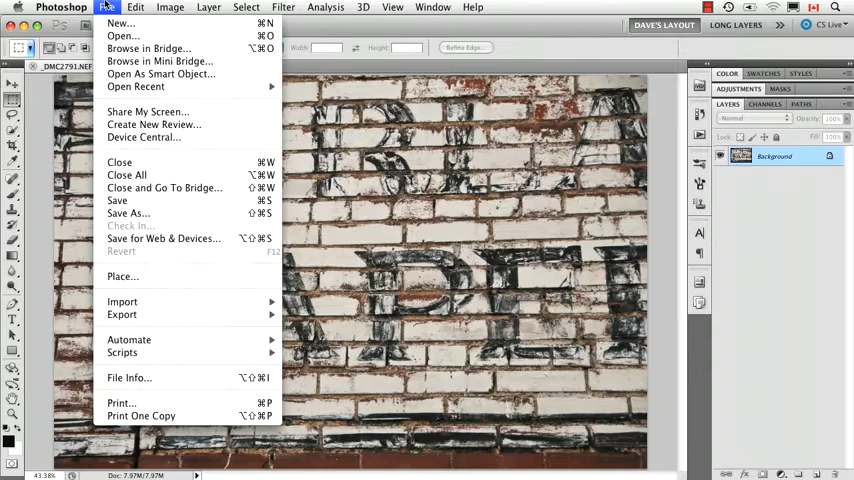 Photoshop File Edit Image Layer Select Filter Analysis 3D View Window Help
Ps DAVE'S LAYOUT LONG LAYERS CS Live
Width: Height: Refine Edge...
_DMC2791.NEF
New... ⌘N
Open... ⌘O
Browse in Bridge... ⌥⌘O
Browse in Mini Bridge...
Open As Smart Object...
Open Recent
Share My Screen...
Create New Review...
Device Central...
Close ⌘W
Close All ⌥⌘W
Close and Go To Bridge... ⇧⌘W
Save ⌘S
Save As... ⇧⌘S
Check In...
Save for Web & Devices... ⌥⇧⌘S
Revert F12
Place...
Import
Export
Automate
Scripts
File Info... ⌥⇧⌘I
Print... ⌘P
Print One Copy ⌥⇧⌘P
COLOR SWATCHES STYLES
ADJUSTMENTS MASKS
LAYERS CHANNELS PATHS
Normal Opacity: 100%
Lock: Fill: 100%
Background
43.38% Doc: 7.97M/7.97M